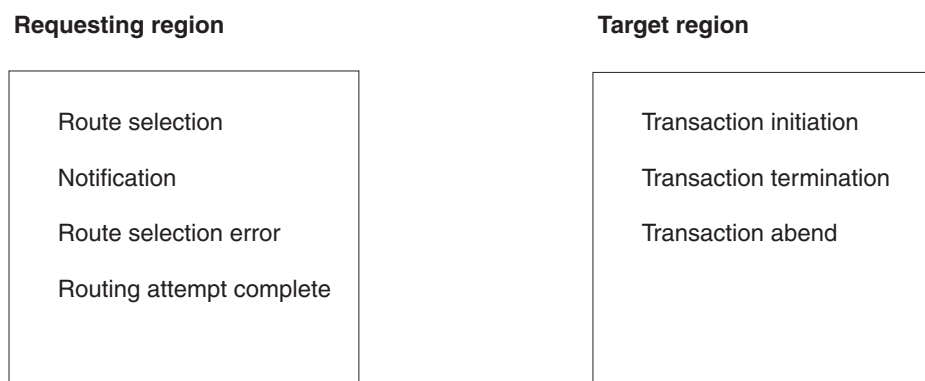 Requesting region
Route selection
Notification
Route selection error
Routing attempt complete
Target region
Transaction initiation
Transaction termination
Transaction abend